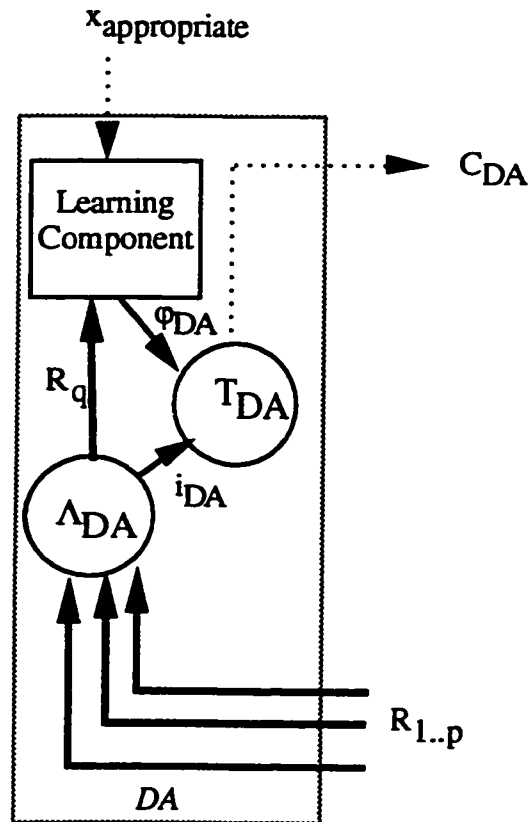 x_appropriate
C_DA
Learning
Component
φ_DA
R_q
T_DA
i_DA
Λ_DA
R_1..p
DA